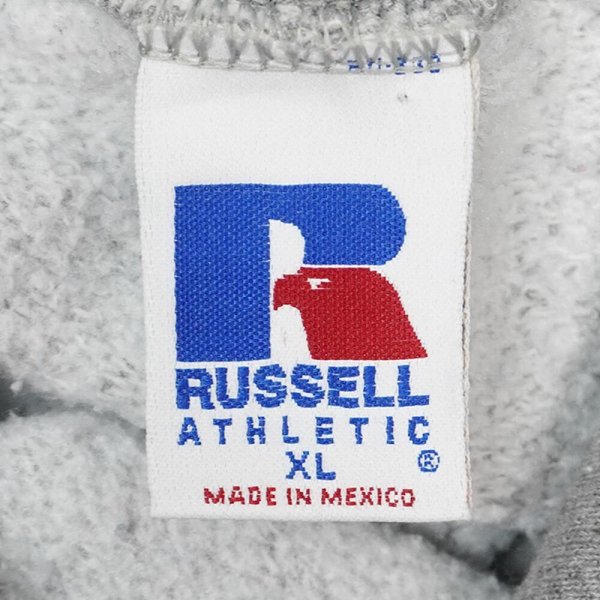 RUSSELL
ATHLETIC
XL ®
MADE IN MEXICO